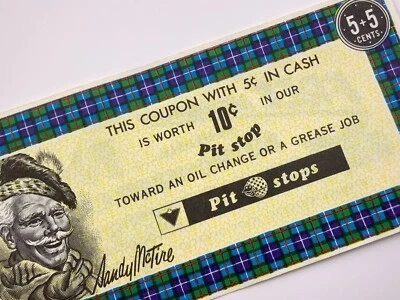 5+5
CENTS
THIS COUPON WITH 5¢ IN CASH
IS WORTH 10¢ IN OUR
Pit stop
TOWARD AN OIL CHANGE OR A GREASE JOB
Pit stops
Sandy McTire